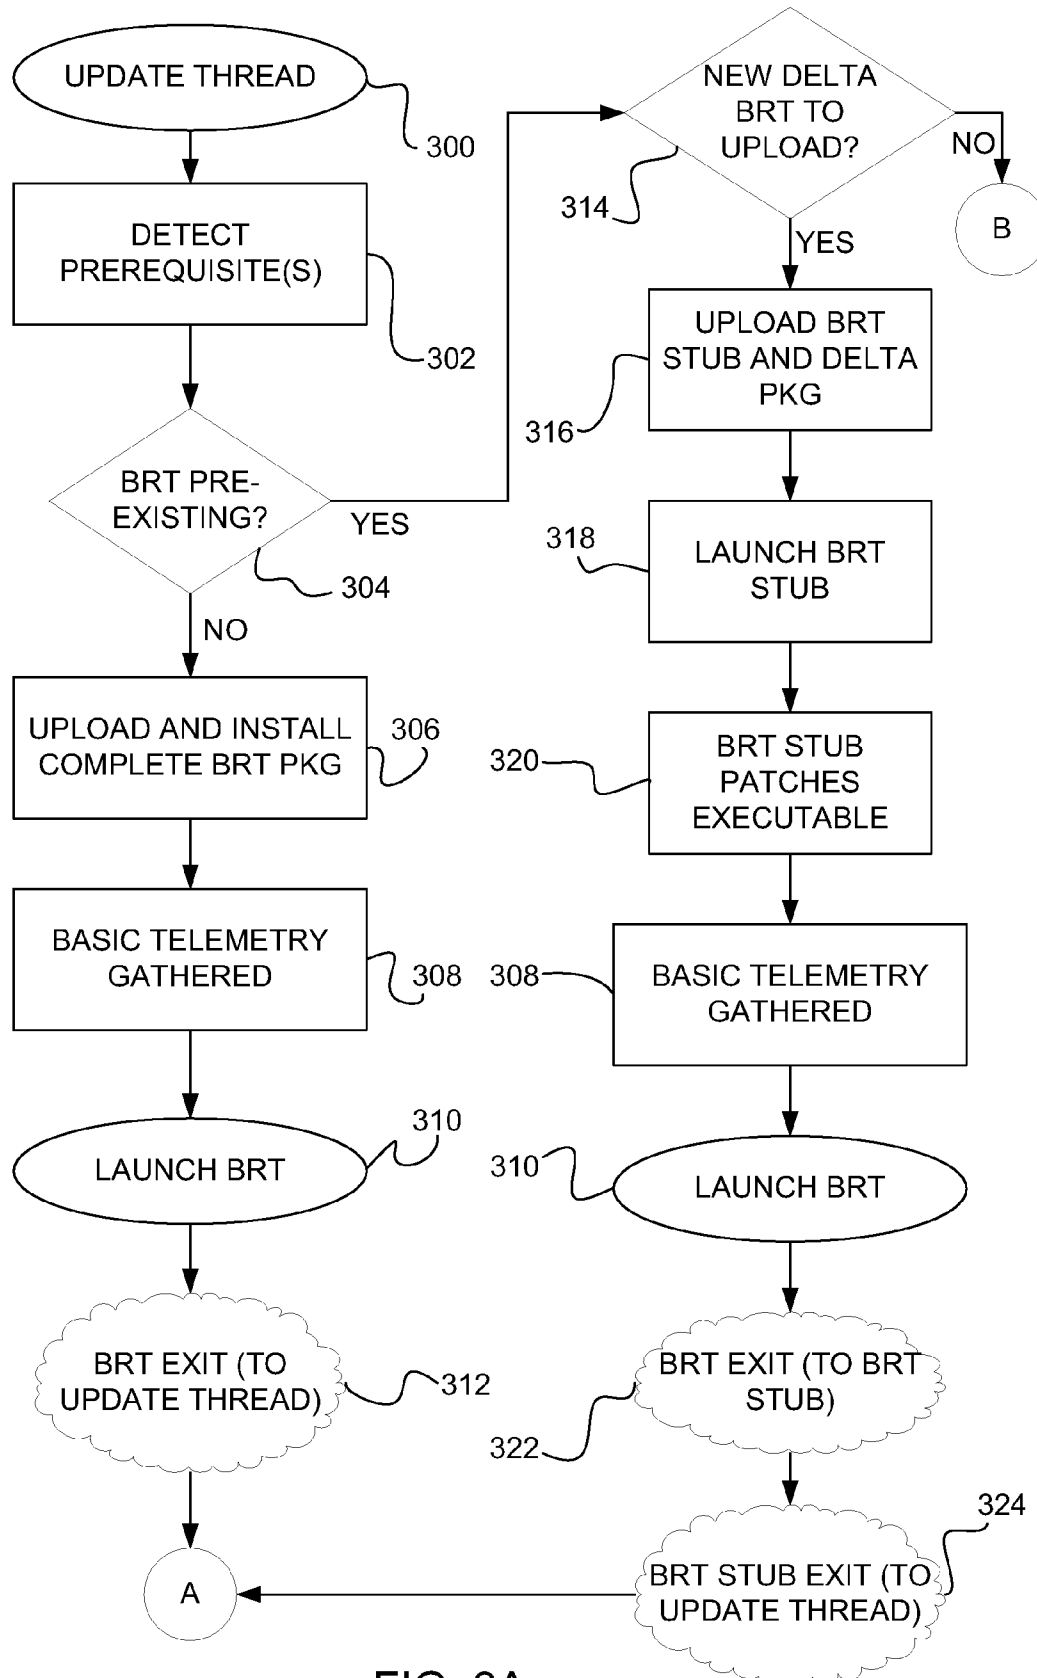 UPDATE THREAD
300
DETECT
PREREQUISITE(S)
302
BRT PRE-
EXISTING?
YES
304
NO
UPLOAD AND INSTALL
COMPLETE BRT PKG
306
BASIC TELEMETRY
GATHERED
308
LAUNCH BRT
310
BRT EXIT (TO
UPDATE THREAD)
312
A
NEW DELTA
BRT TO
UPLOAD?
NO
314
B
YES
UPLOAD BRT
STUB AND DELTA
PKG
316
318
LAUNCH BRT
STUB
BRT STUB
PATCHES
EXECUTABLE
320
308
BASIC TELEMETRY
GATHERED
310
LAUNCH BRT
BRT EXIT (TO BRT
STUB)
322
324
BRT STUB EXIT (TO
UPDATE THREAD)